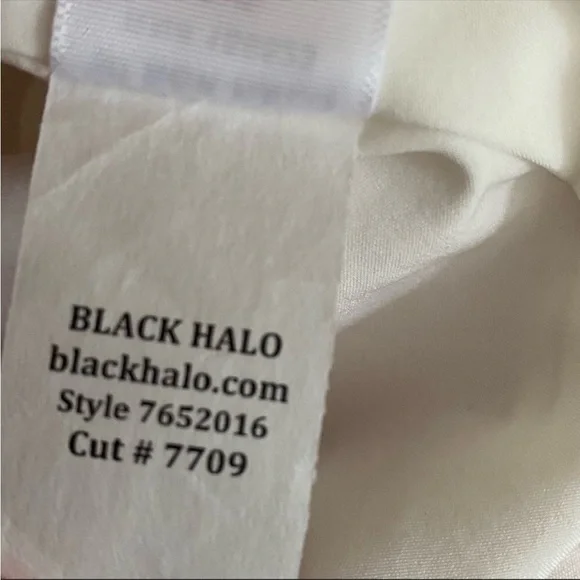 BLACK HALO
blackhalo.com
Style 7652016
Cut # 7709